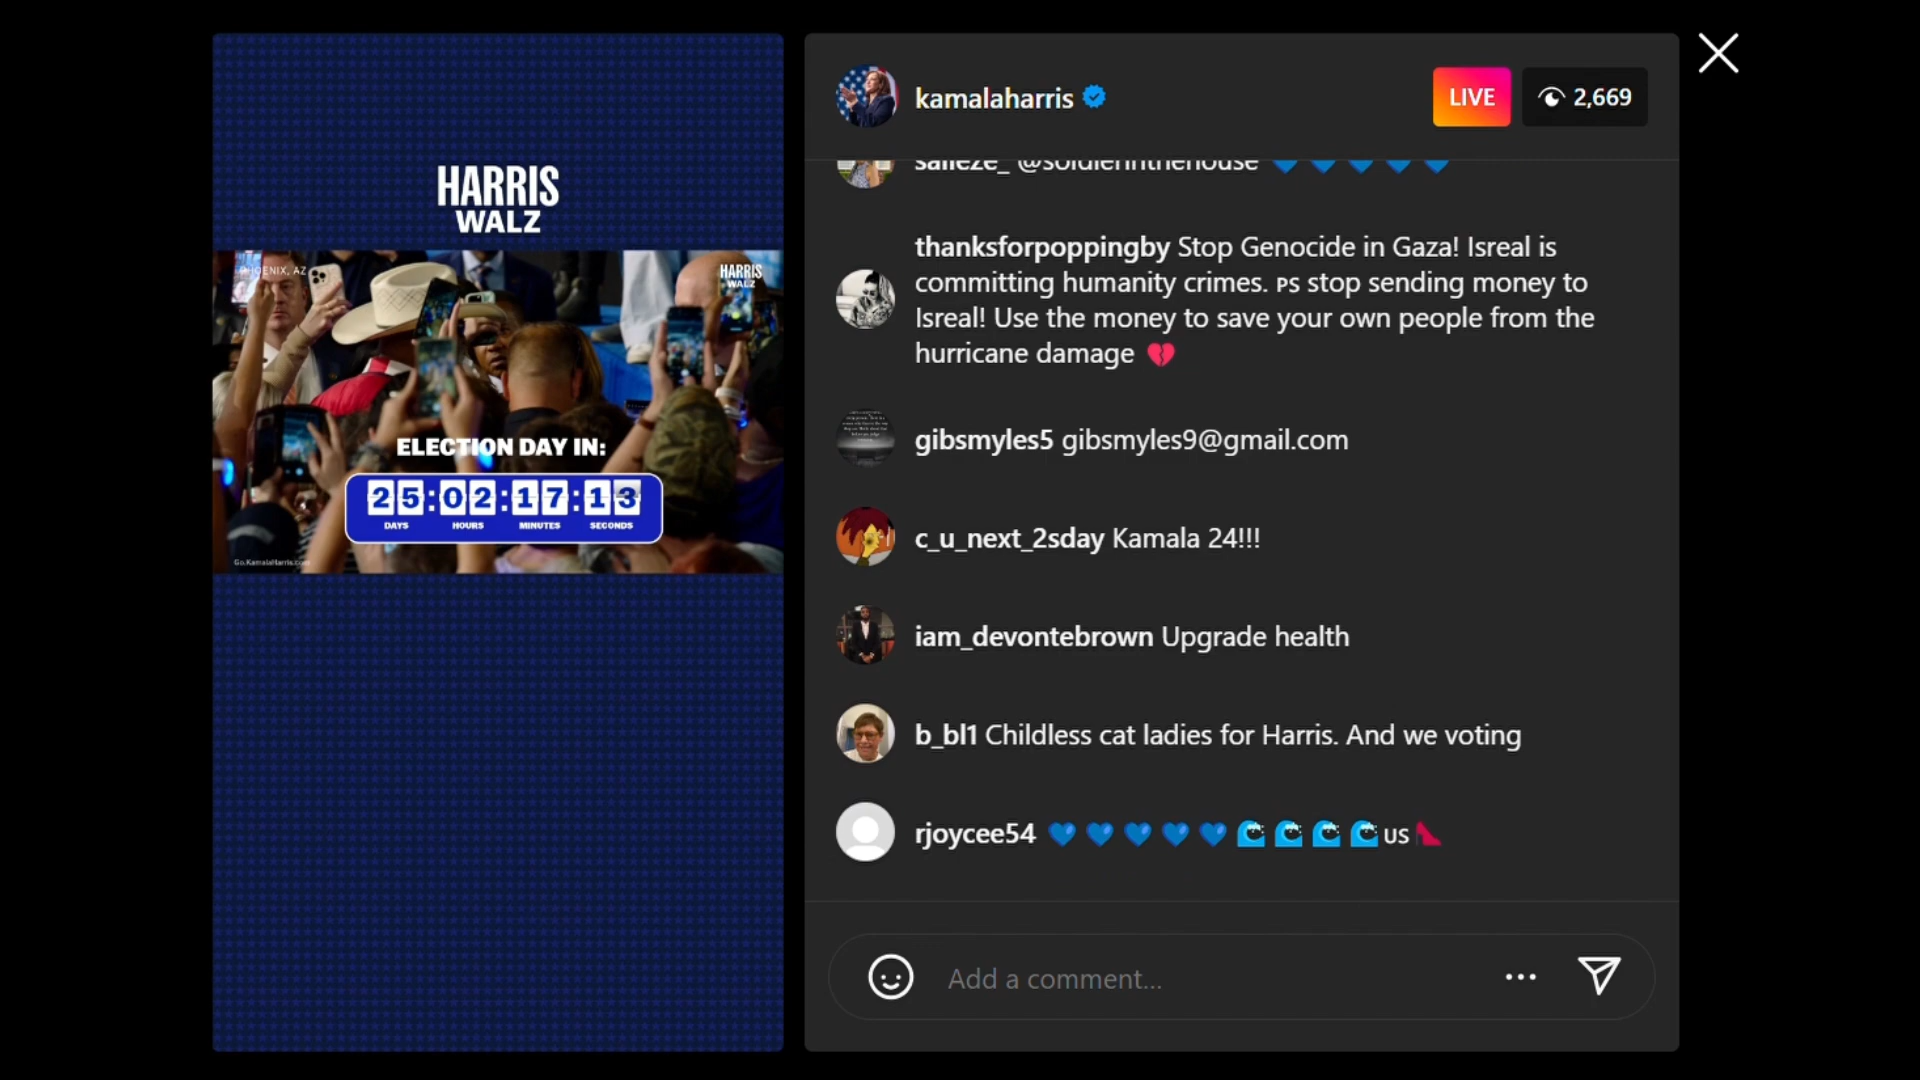 HARRIS
WALZ
PHOENIX, AZ
HARRIS
WALZ
ELECTION DAY IN:
25:02:17:13
DAYS HOURS MINUTES SECONDS
Go.KamalaHarris.com
kamalaharris
LIVE 2,669
salleze_ @soldierinthehouse 💙 💙 💙 💙 💙
thanksforpoppingby Stop Genocide in Gaza! Isreal is
committing humanity crimes. PS stop sending money to
Isreal! Use the money to save your own people from the
hurricane damage 💔
gibsmyles5 gibsmyles9@gmail.com
c_u_next_2sday Kamala 24!!!
iam_devontebrown Upgrade health
b_bl1 Childless cat ladies for Harris. And we voting
rjoycee54 💙 💙 💙 💙 💙 🌊 🌊 🌊 🌊 US 👠
Add a comment...